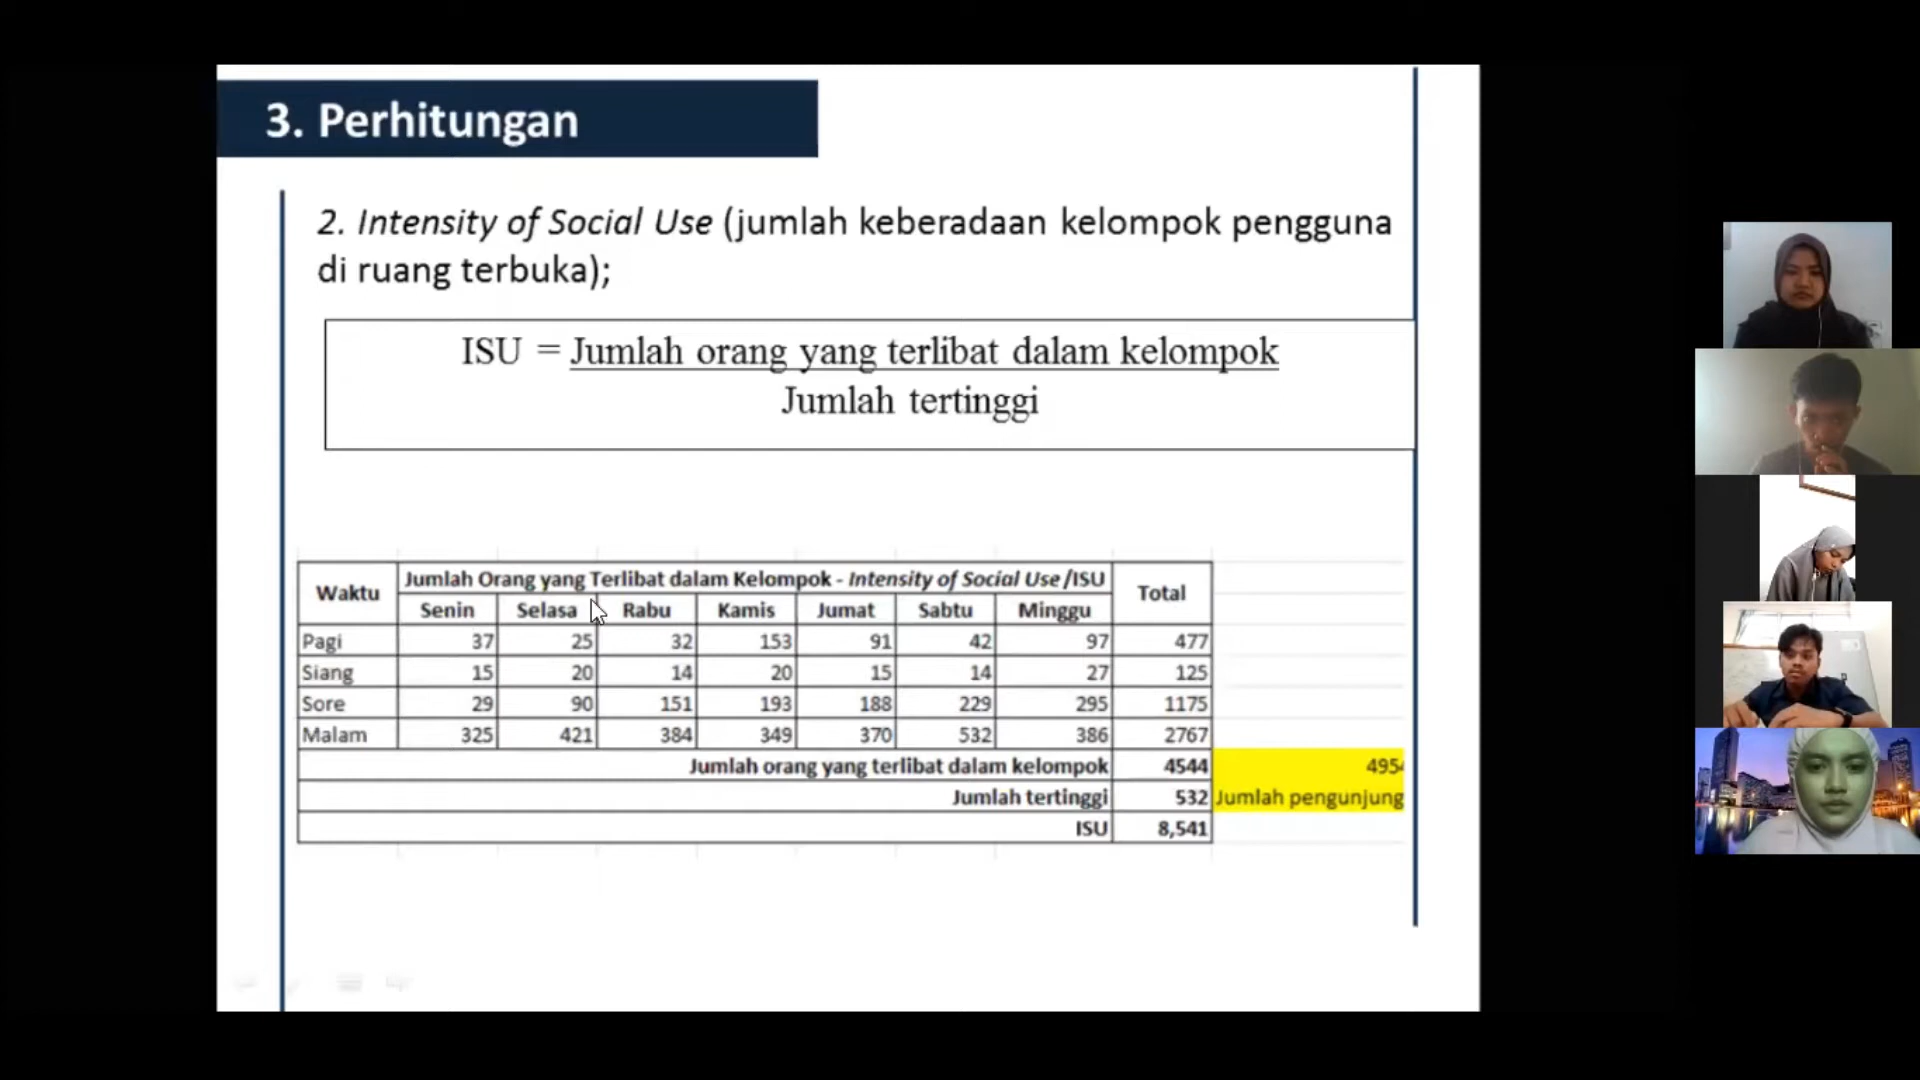 3. Perhitungan
2. Intensity of Social Use (jumlah keberadaan kelompok pengguna
di ruang terbuka);
ISU = Jumlah orang yang terlibat dalam kelompok
Jumlah tertinggi
Waktu Jumlah Orang yang Terlibat dalam Kelompok - Intensity of Social Use/ISU Total
Senin Selasa Rabu Kamis Jumat Sabtu Minggu
Pagi 37 25 32 153 91 42 97 477
Siang 15 20 14 20 15 14 27 125
Sore 29 90 151 193 188 229 295 1175
Malam 325 421 384 349 370 532 386 2767
Jumlah orang yang terlibat dalam kelompok 4544 4954
Jumlah tertinggi 532 Jumlah pengunjung
ISU 8,541